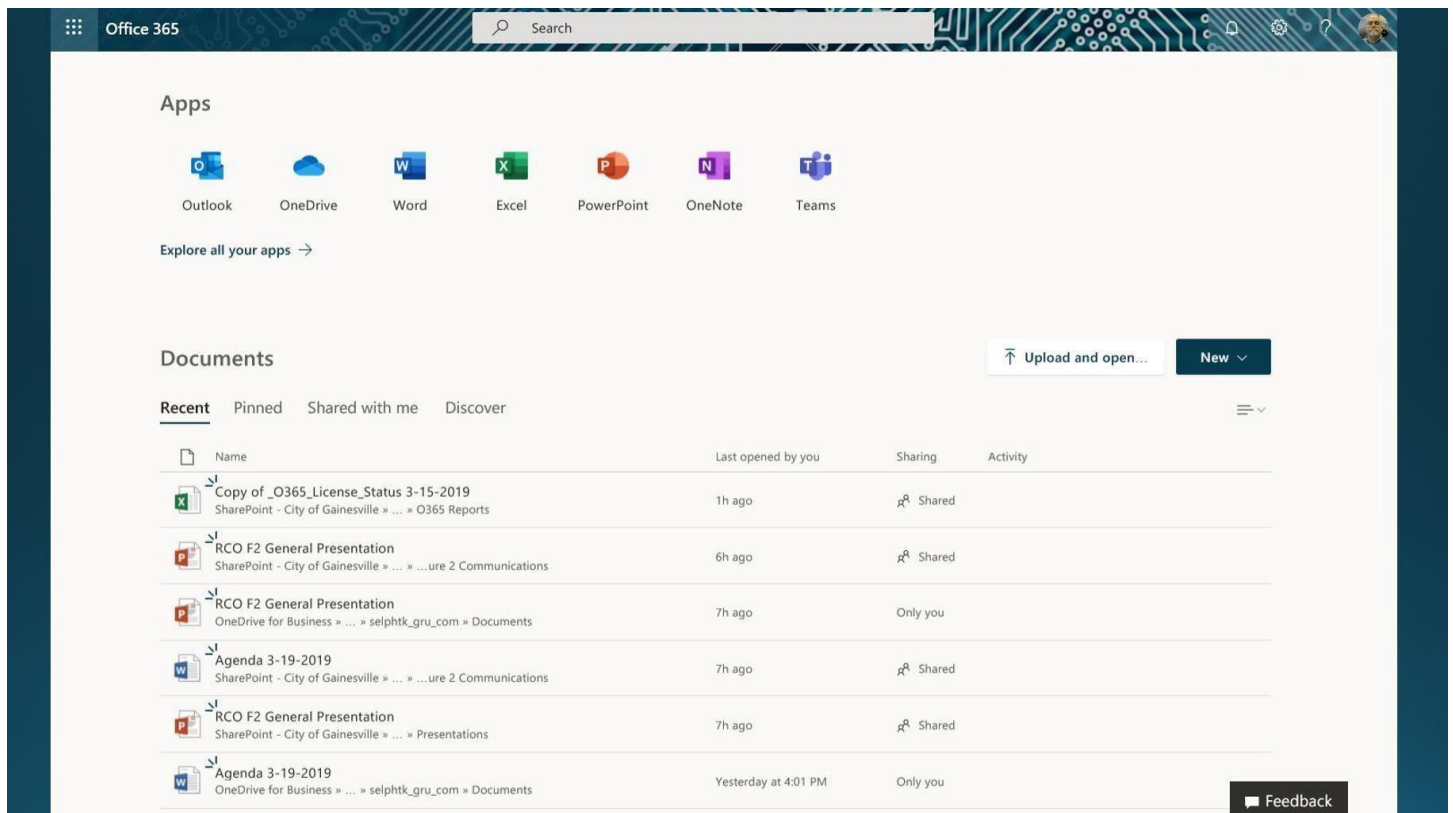 Office 365
Search
?
Apps
Outlook OneDrive Word Excel PowerPoint OneNote Teams
Explore all your apps →
Documents
Upload and open... New
Recent Pinned Shared with me Discover
Name Last opened by you Sharing Activity
Copy of _O365_License_Status 3-15-2019
SharePoint - City of Gainesville » ... » O365 Reports
1h ago Shared
RCO F2 General Presentation
SharePoint - City of Gainesville » ... » ...ure 2 Communications
6h ago Shared
RCO F2 General Presentation
OneDrive for Business » ... » selphtk_gru_com » Documents
7h ago Only you
Agenda 3-19-2019
SharePoint - City of Gainesville » ... » ...ure 2 Communications
7h ago Shared
RCO F2 General Presentation
SharePoint - City of Gainesville » ... » Presentations
7h ago Shared
Agenda 3-19-2019
OneDrive for Business » ... » selphtk_gru_com » Documents
Yesterday at 4:01 PM Only you
Feedback